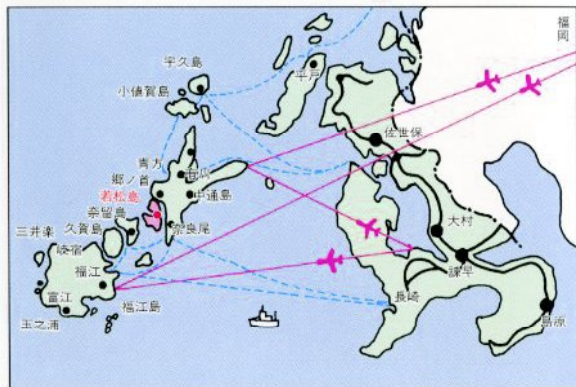 福岡
宇久島
小値賀島
平戸
佐世保
青方
郷ノ首
中通島
若松島
奈留島
奈良尾
久賀島
三井楽
岐宿
福江
富江
玉之浦
福江島
大村
諫早
長崎
島原